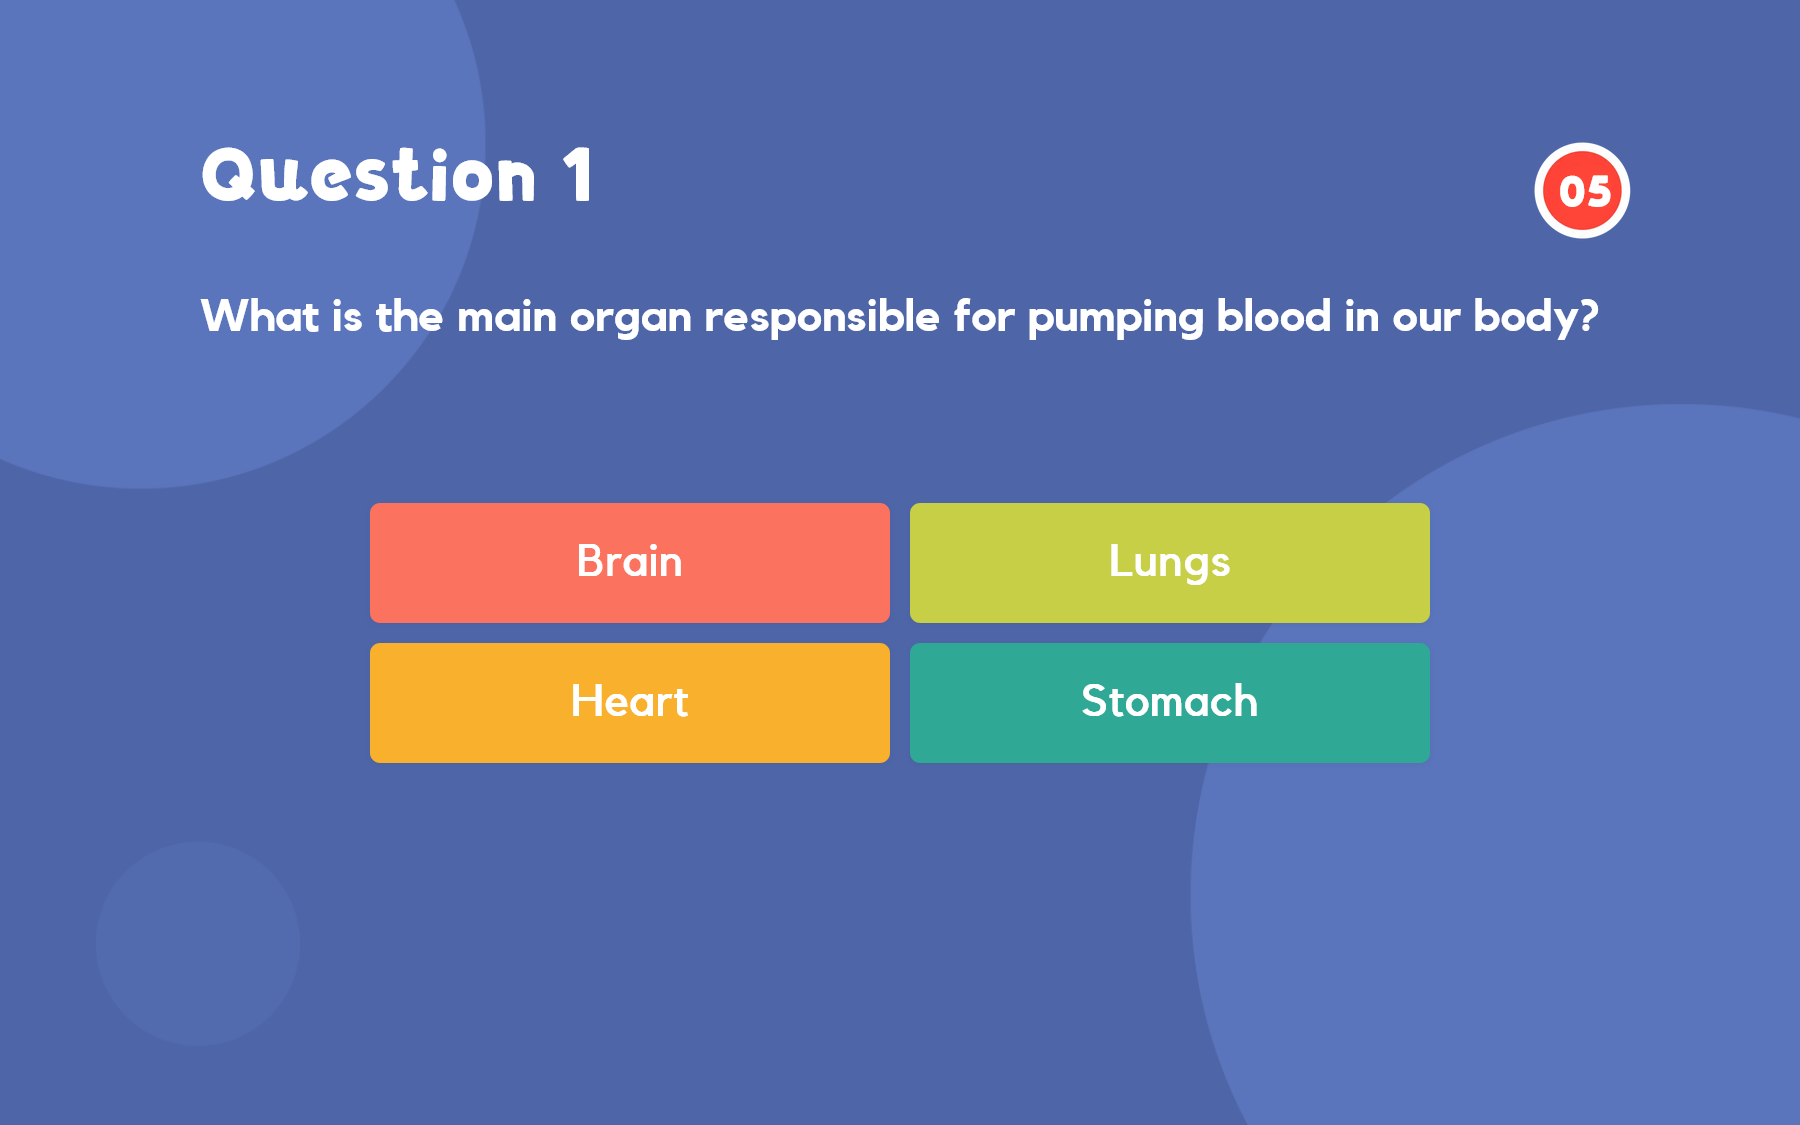 Question 1
05
What is the main organ responsible for pumping blood in our body?
Brain
Lungs
Heart
Stomach